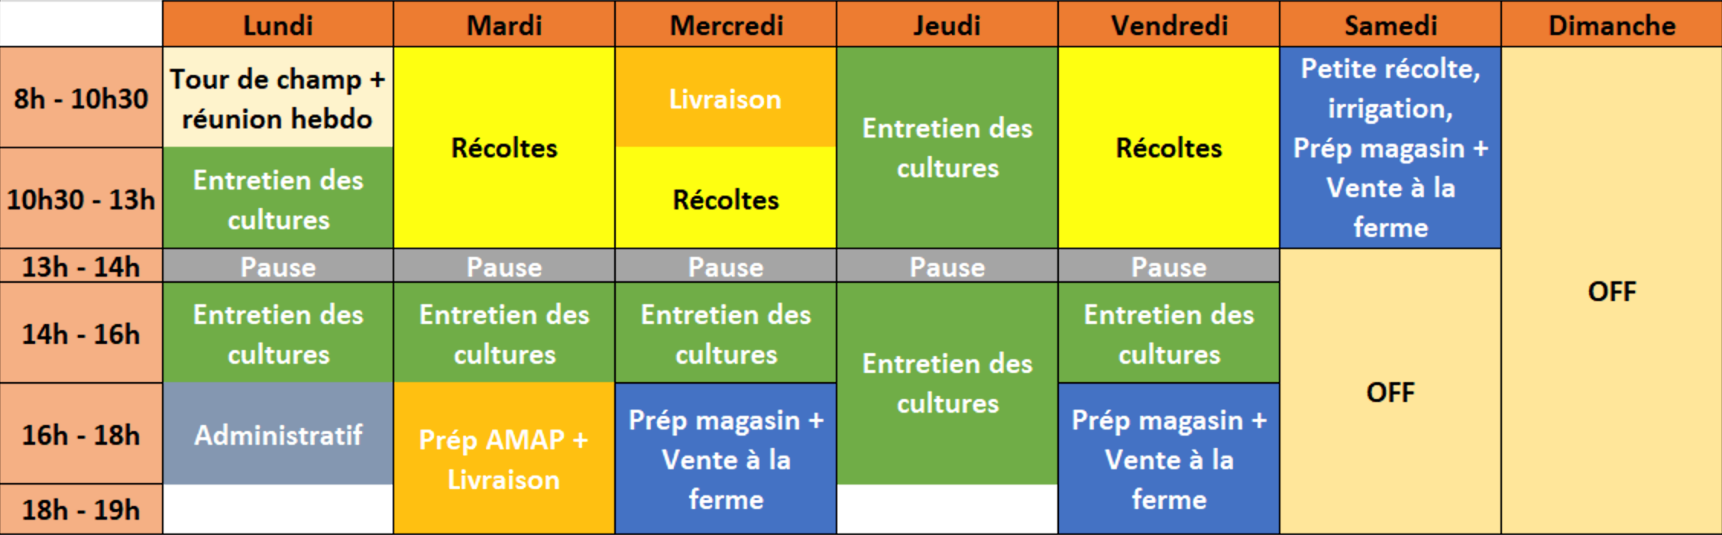 Lundi Mardi Mercredi Jeudi Vendredi Samedi Dimanche
8h - 10h30
Tour de champ +
réunion hebdo
Récoltes
Livraison
Entretien des
cultures
Récoltes
Petite récolte,
irrigation,
Prép magasin +
Vente à la
ferme
OFF
10h30 - 13h
Entretien des
cultures
Récoltes
13h - 14h
Pause
Pause
Pause
Pause
Pause
14h - 16h
Entretien des
cultures
Entretien des
cultures
Entretien des
cultures
Entretien des
cultures
Entretien des
cultures
OFF
16h - 18h
Administratif
Prép AMAP +
Livraison
Prép magasin +
Vente à la
ferme
Prép magasin +
Vente à la
ferme
18h - 19h